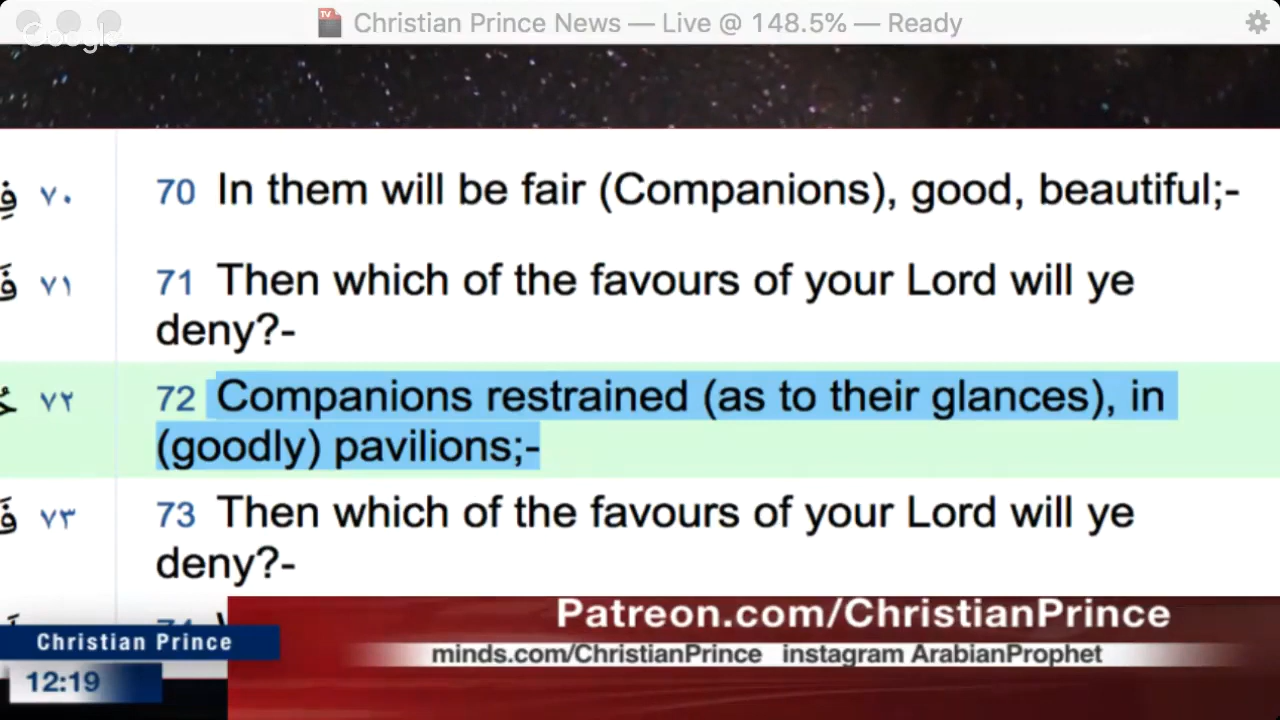 Christian Prince News — Live @ 148.5% — Ready
Google
TV
٧٠ 70 In them will be fair (Companions), good, beautiful;-
٧١ 71 Then which of the favours of your Lord will ye
deny?-
٧٢ 72 Companions restrained (as to their glances), in
(goodly) pavilions;-
٧٣ 73 Then which of the favours of your Lord will ye
deny?-
Patreon.com/ChristianPrince
Christian Prince
minds.com/ChristianPrince instagram ArabianProphet
12:19